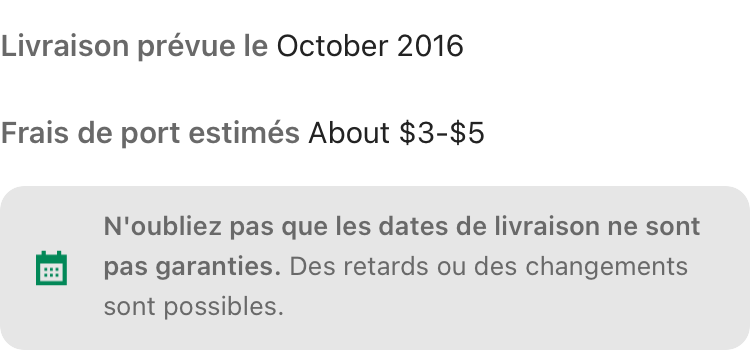 Livraison prévue le October 2016
Frais de port estimés About $3-$5
N'oubliez pas que les dates de livraison ne sont
pas garanties. Des retards ou des changements
sont possibles.